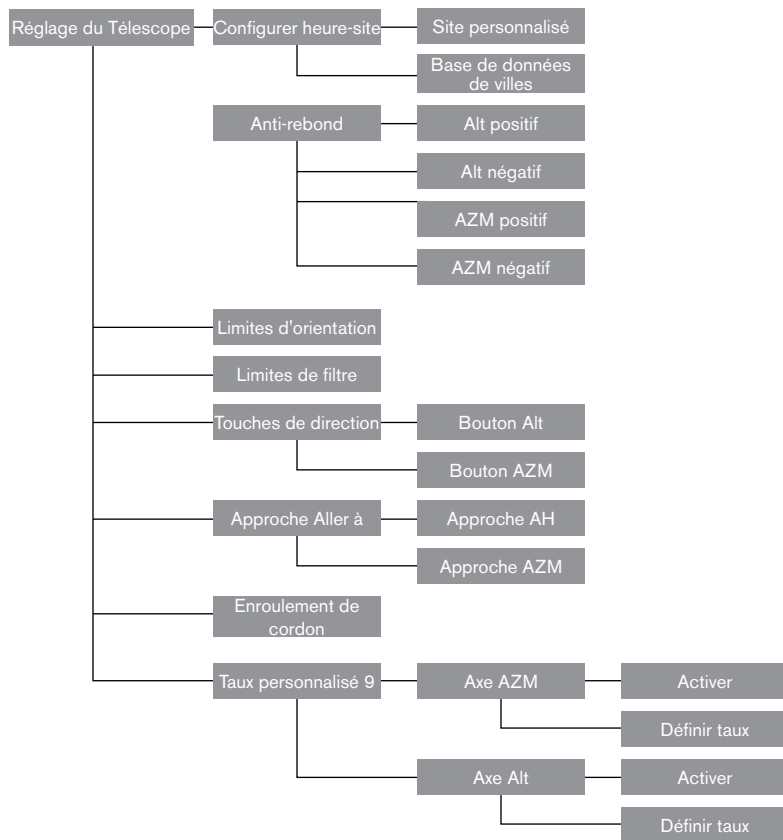 Réglage du Télescope
Configurer heure-site
Site personnalisé
Base de données
de villes
Anti-rebond
Alt positif
Alt négatif
AZM positif
AZM négatif
Limites d'orientation
Limites de filtre
Touches de direction
Bouton Alt
Bouton AZM
Approche Aller à
Approche AH
Approche AZM
Enroulement de
cordon
Taux personnalisé 9
Axe AZM
Activer
Définir taux
Axe Alt
Activer
Définir taux